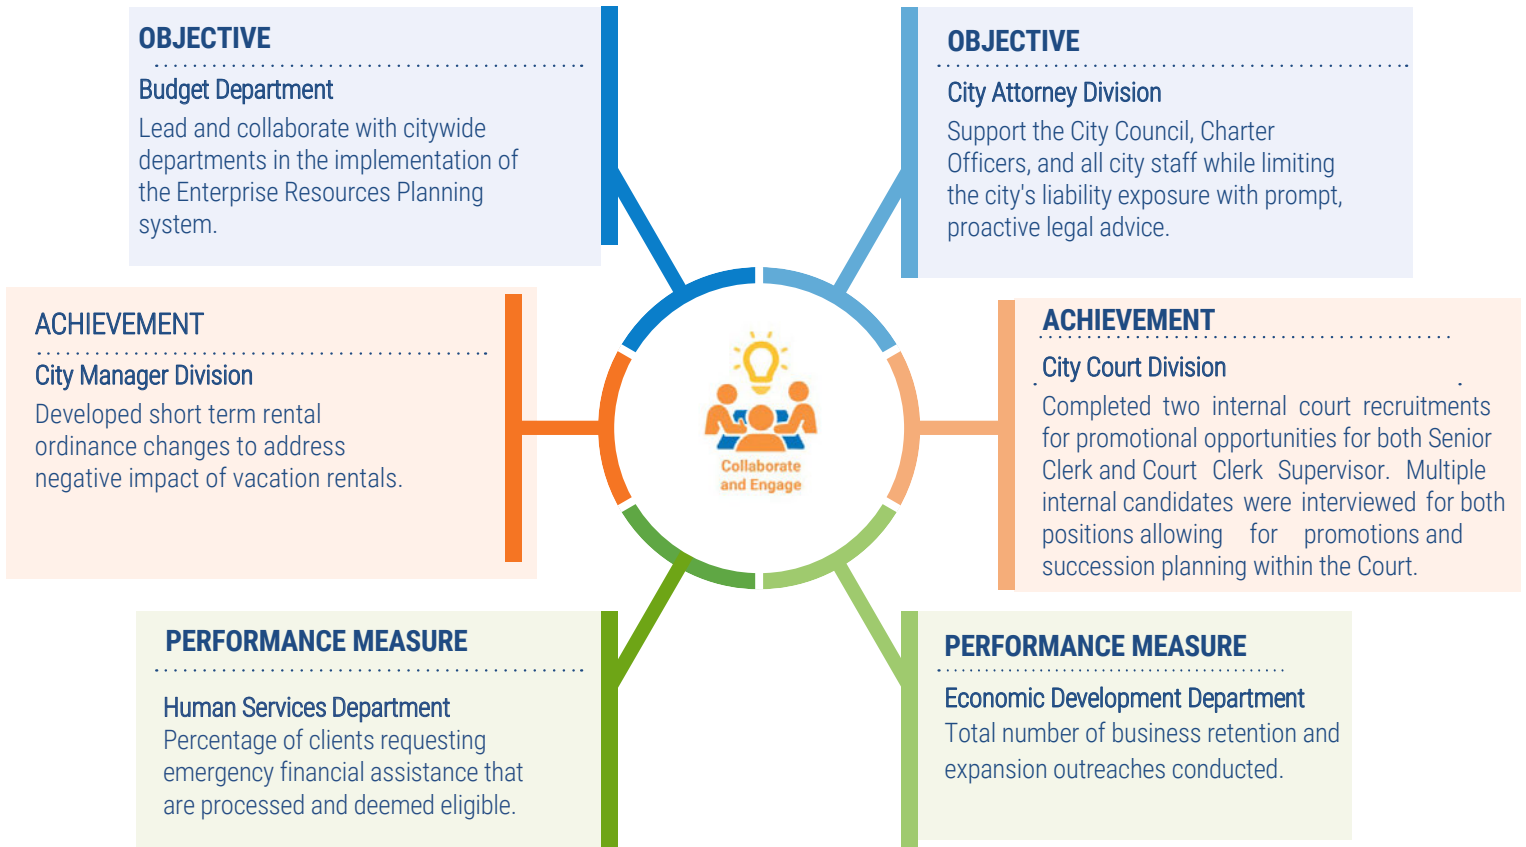 OBJECTIVE
Budget Department
Lead and collaborate with citywide
departments in the implementation of
the Enterprise Resources Planning
system.
OBJECTIVE
City Attorney Division
Support the City Council, Charter
Officers, and all city staff while limiting
the city's liability exposure with prompt,
proactive legal advice.
ACHIEVEMENT
City Manager Division
Developed short term rental
ordinance changes to address
negative impact of vacation rentals.
Collaborate
and Engage
ACHIEVEMENT
City Court Division
Completed two internal court recruitments
for promotional opportunities for both Senior
Clerk and Court Clerk Supervisor. Multiple
internal candidates were interviewed for both
positions allowing for promotions and
succession planning within the Court.
PERFORMANCE MEASURE
Human Services Department
Percentage of clients requesting
emergency financial assistance that
are processed and deemed eligible.
PERFORMANCE MEASURE
Economic Development Department
Total number of business retention and
expansion outreaches conducted.